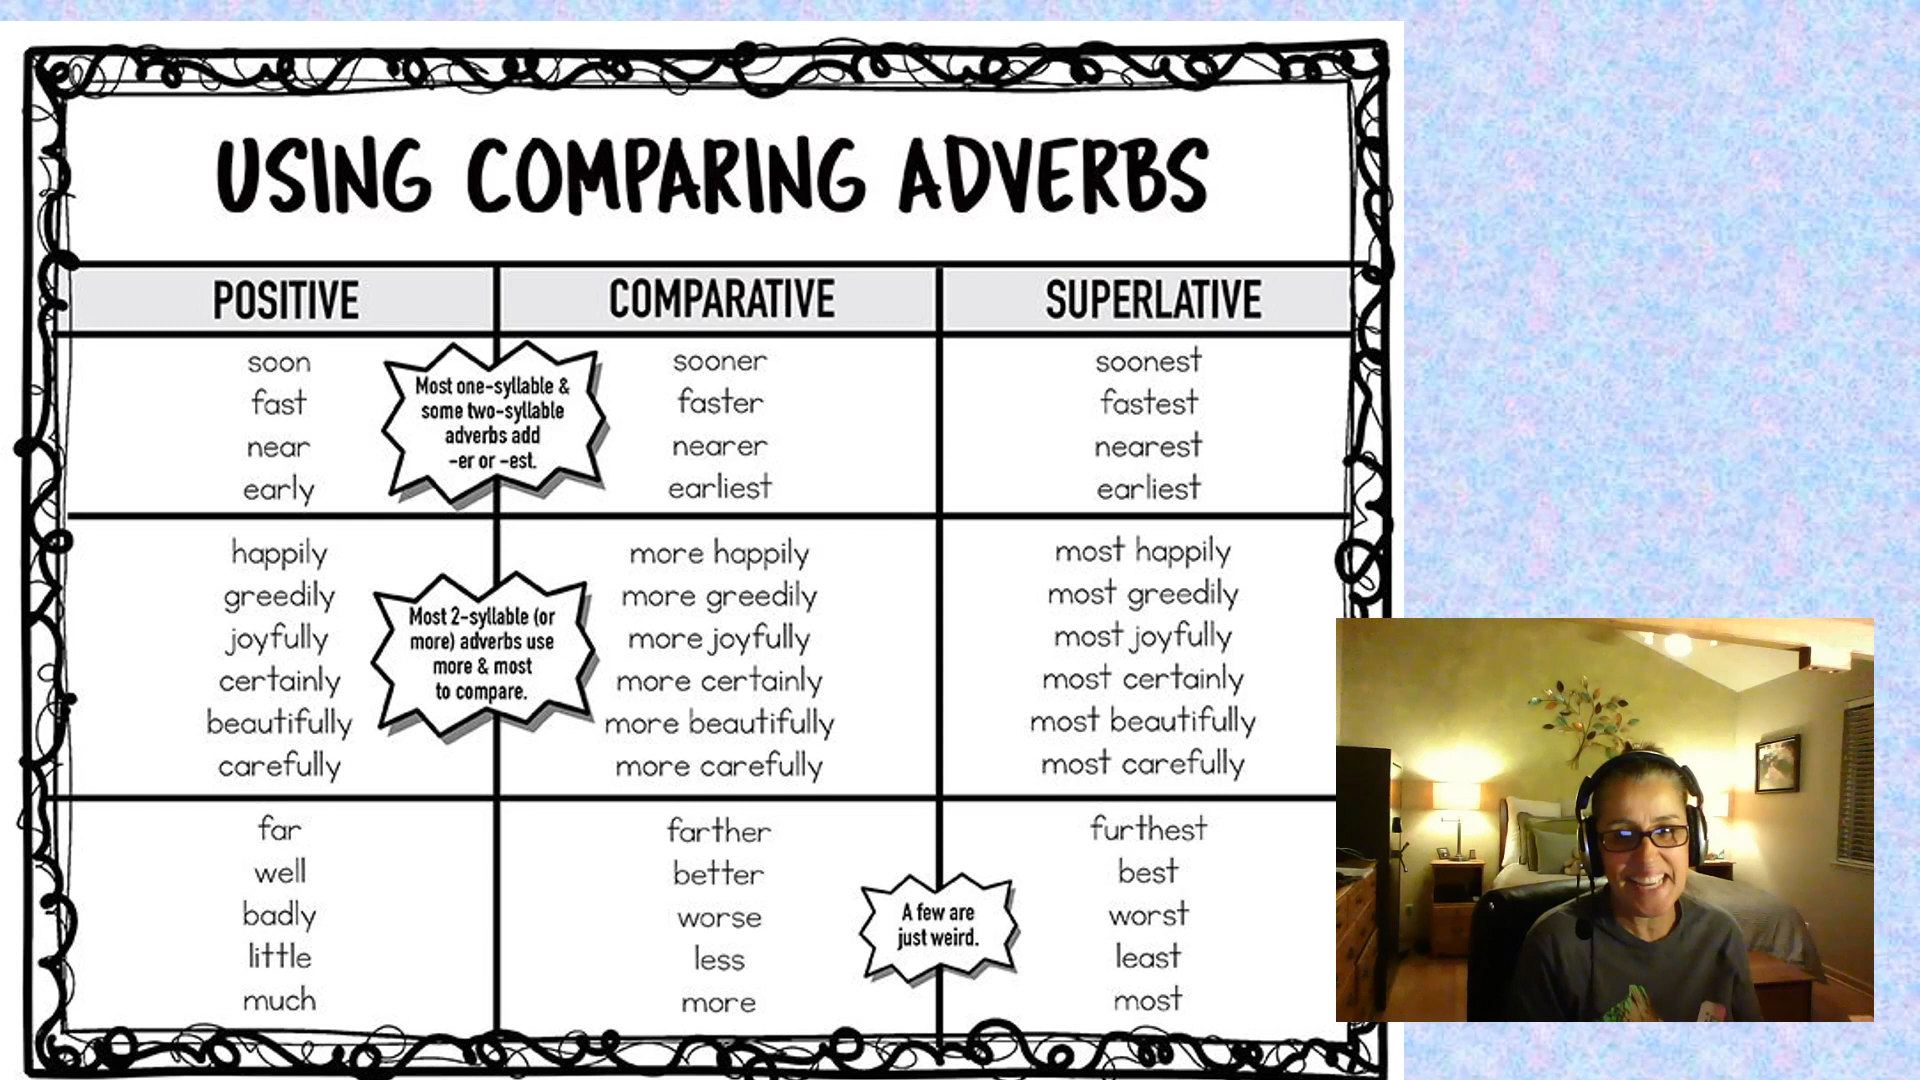 USING COMPARING ADVERBS
POSITIVE COMPARATIVE SUPERLATIVE
soon sooner soonest
fast faster fastest
near nearer nearest
early earliest earliest
Most one-syllable &
some two-syllable
adverbs add
-er or -est.
happily more happily most happily
greedily more greedily most greedily
joyfully more joyfully most joyfully
certainly more certainly most certainly
beautifully more beautifully most beautifully
carefully more carefully most carefully
Most 2-syllable (or
more) adverbs use
more & most
to compare.
far farther furthest
well better best
badly worse worst
little less least
much more most
A few are
just weird.